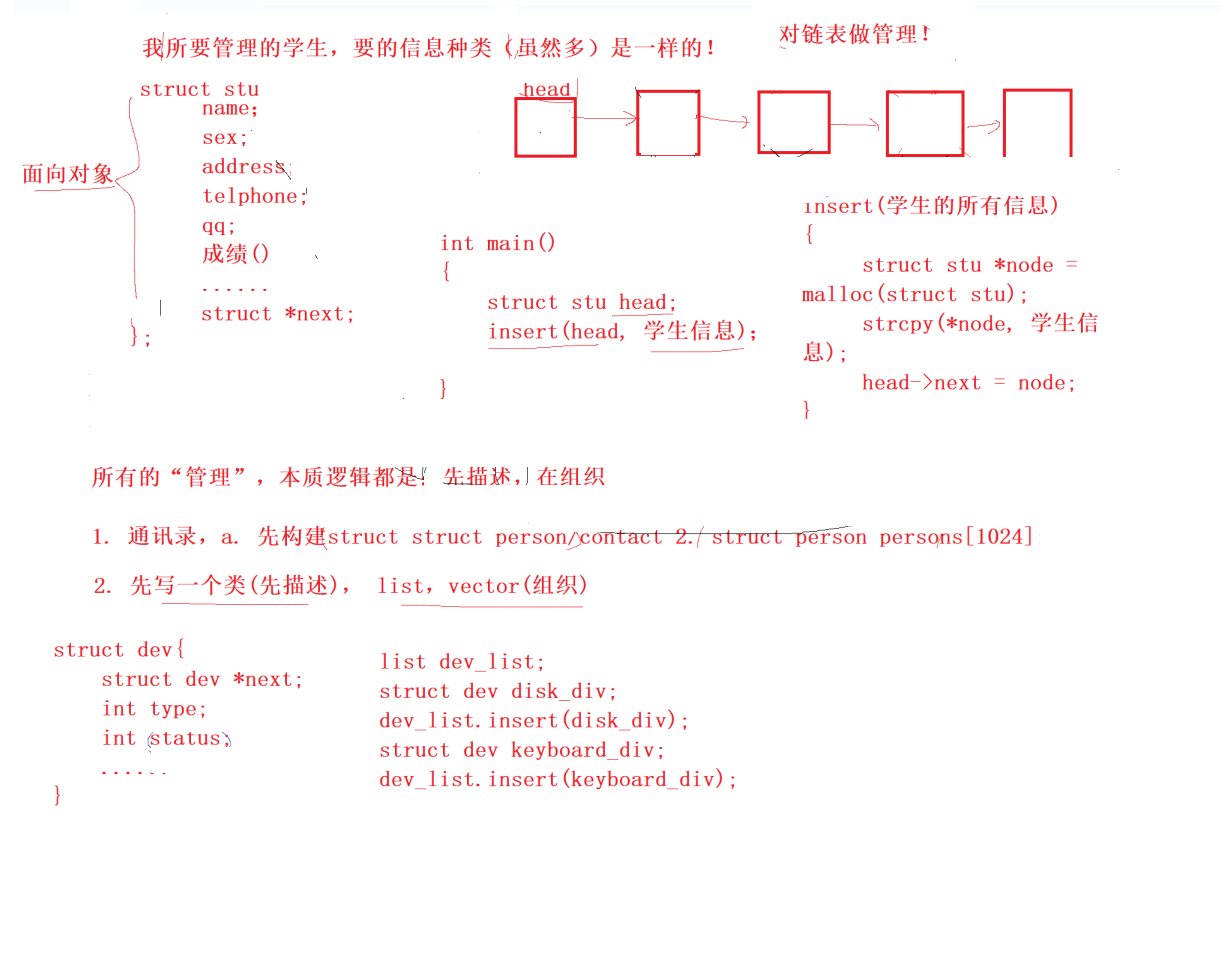 我所要管理的学生，要的信息种类（虽然多）是一样的！
对链表做管理！
struct stu
name;
sex;
address;
telphone;
qq;
成绩()
......
struct *next;
};
面向对象
head
int main()
{
struct stu head;
insert(head, 学生信息);
}
insert(学生的所有信息)
{
struct stu *node =
malloc(struct stu);
strcpy(*node, 学生信
息);
head->next = node;
}
所有的“管理”，本质逻辑都是！先描述，在组织
1. 通讯录，a. 先构建struct struct person/contact 2. struct person persons[1024]
2. 先写一个类(先描述)， list，vector(组织)
struct dev{
struct dev *next;
int type;
int status;
......
}
list dev_list;
struct dev disk_div;
dev_list.insert(disk_div);
struct dev keyboard_div;
dev_list.insert(keyboard_div);